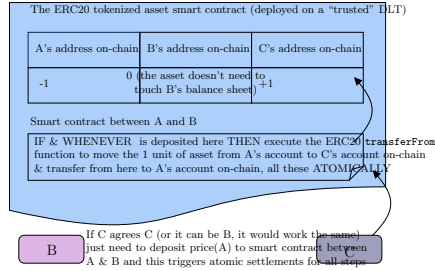 The ERC20 tokenized asset smart contract (deployed on a “trusted” DLT)
A’s address on-chain B’s address on-chain C’s address on-chain
-1 0 (the asset doesn’t need to touch B’s balance sheet) +1
Smart contract between A and B
IF & WHENEVER is deposited here THEN execute the ERC20 transferFrom
function to move the 1 unit of asset from A’s account to C’s account on-chain
& transfer from here to A’s account on-chain, all these ATOMICALLY
If C agrees C (or it can be B, it would work the same)
just need to deposit price(A) to smart contract between
A & B and this triggers atomic settlements for all steps
B
C